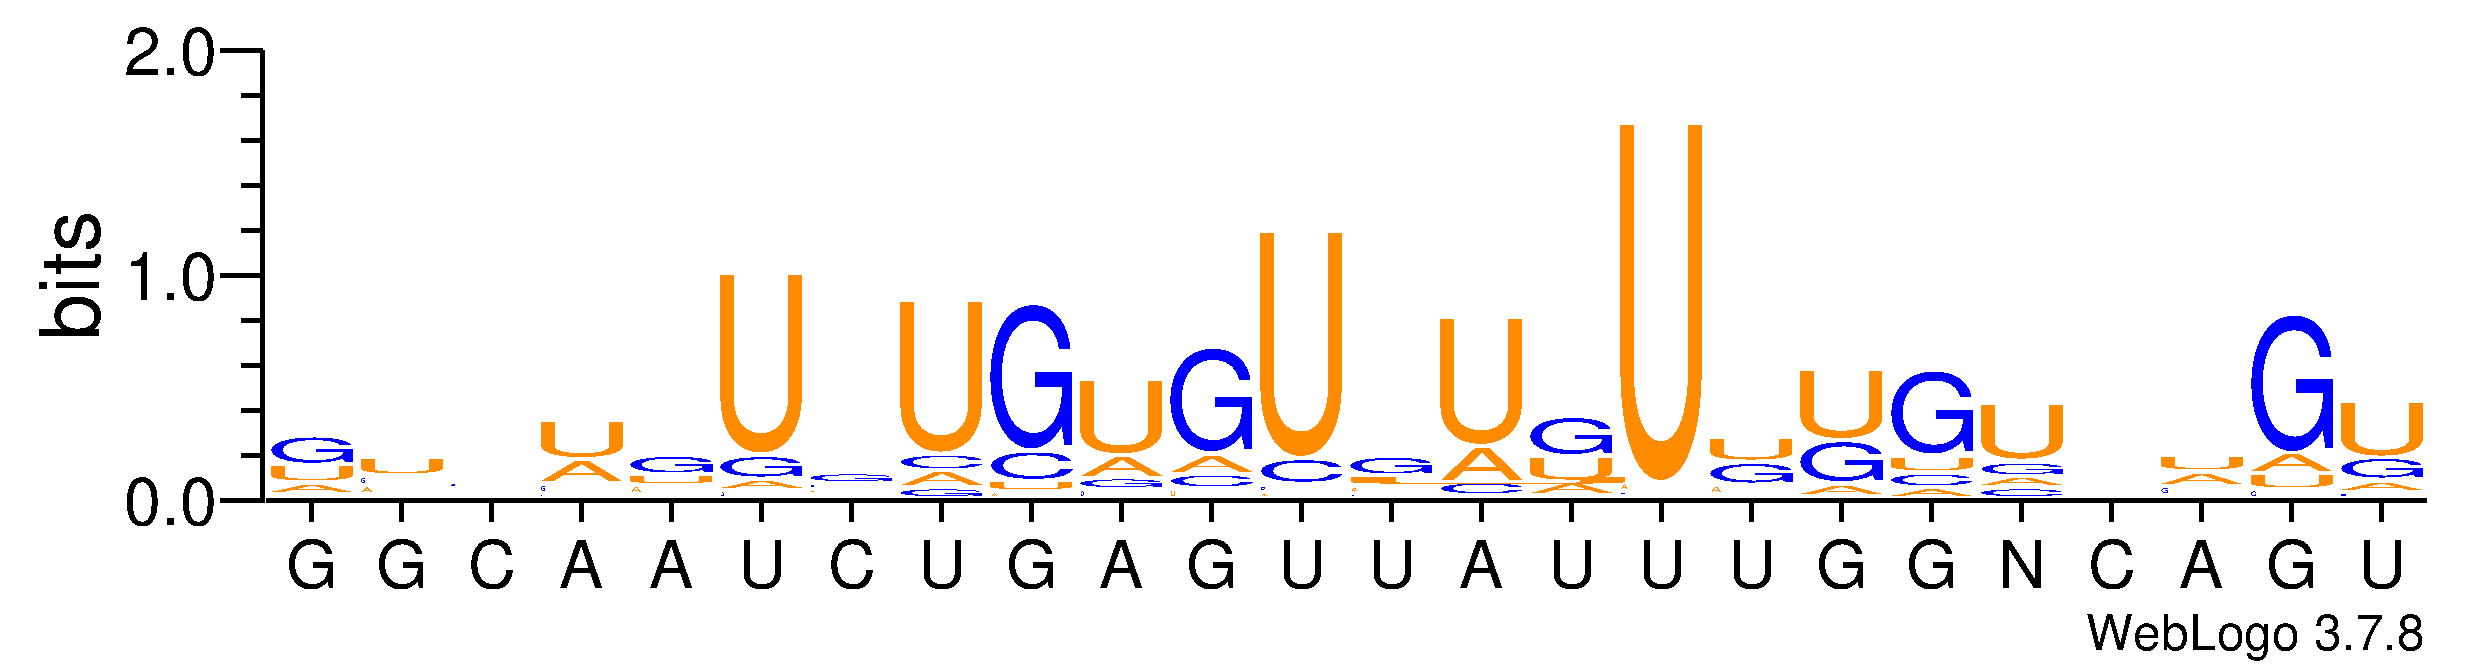 2.0
1.0
0.0
bits
G G C A A U C U G A G U U A U U U G G N C A G U
WebLogo 3.7.8